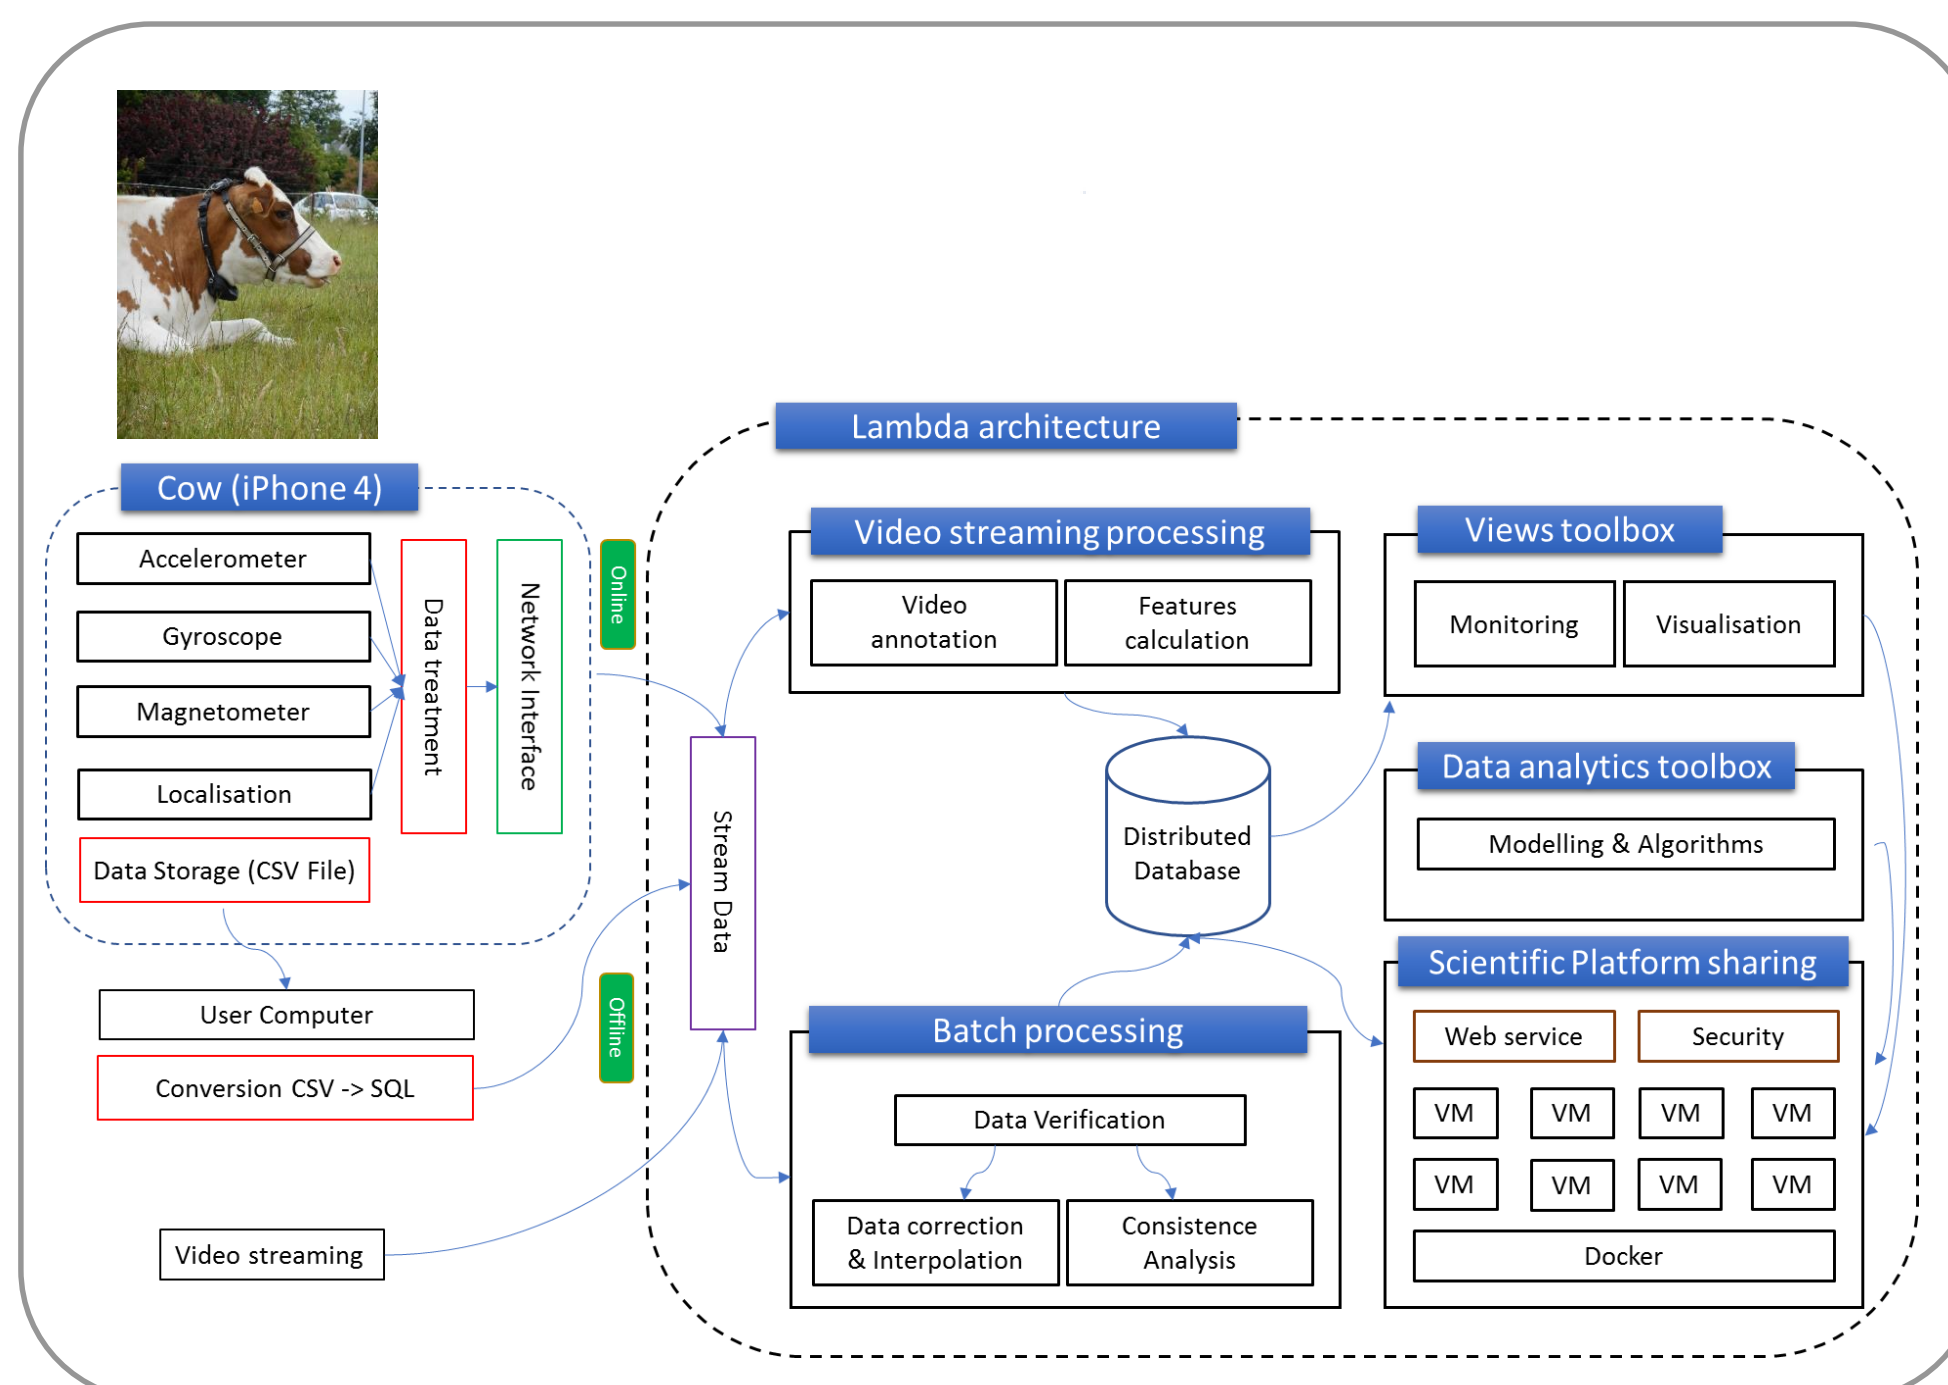 Lambda architecture
Cow (iPhone 4)
Accelerometer
Gyroscope
Magnetometer
Localisation
Data Storage (CSV File)
Data treatment
Network Interface
Online
Offline
User Computer
Conversion CSV -> SQL
Video streaming
Stream Data
Video streaming processing
Video
annotation
Features
calculation
Distributed
Database
Batch processing
Data Verification
Data correction
& Interpolation
Consistence
Analysis
Views toolbox
Monitoring
Visualisation
Data analytics toolbox
Modelling & Algorithms
Scientific Platform sharing
Web service
Security
VM
VM
VM
VM
VM
VM
VM
VM
Docker